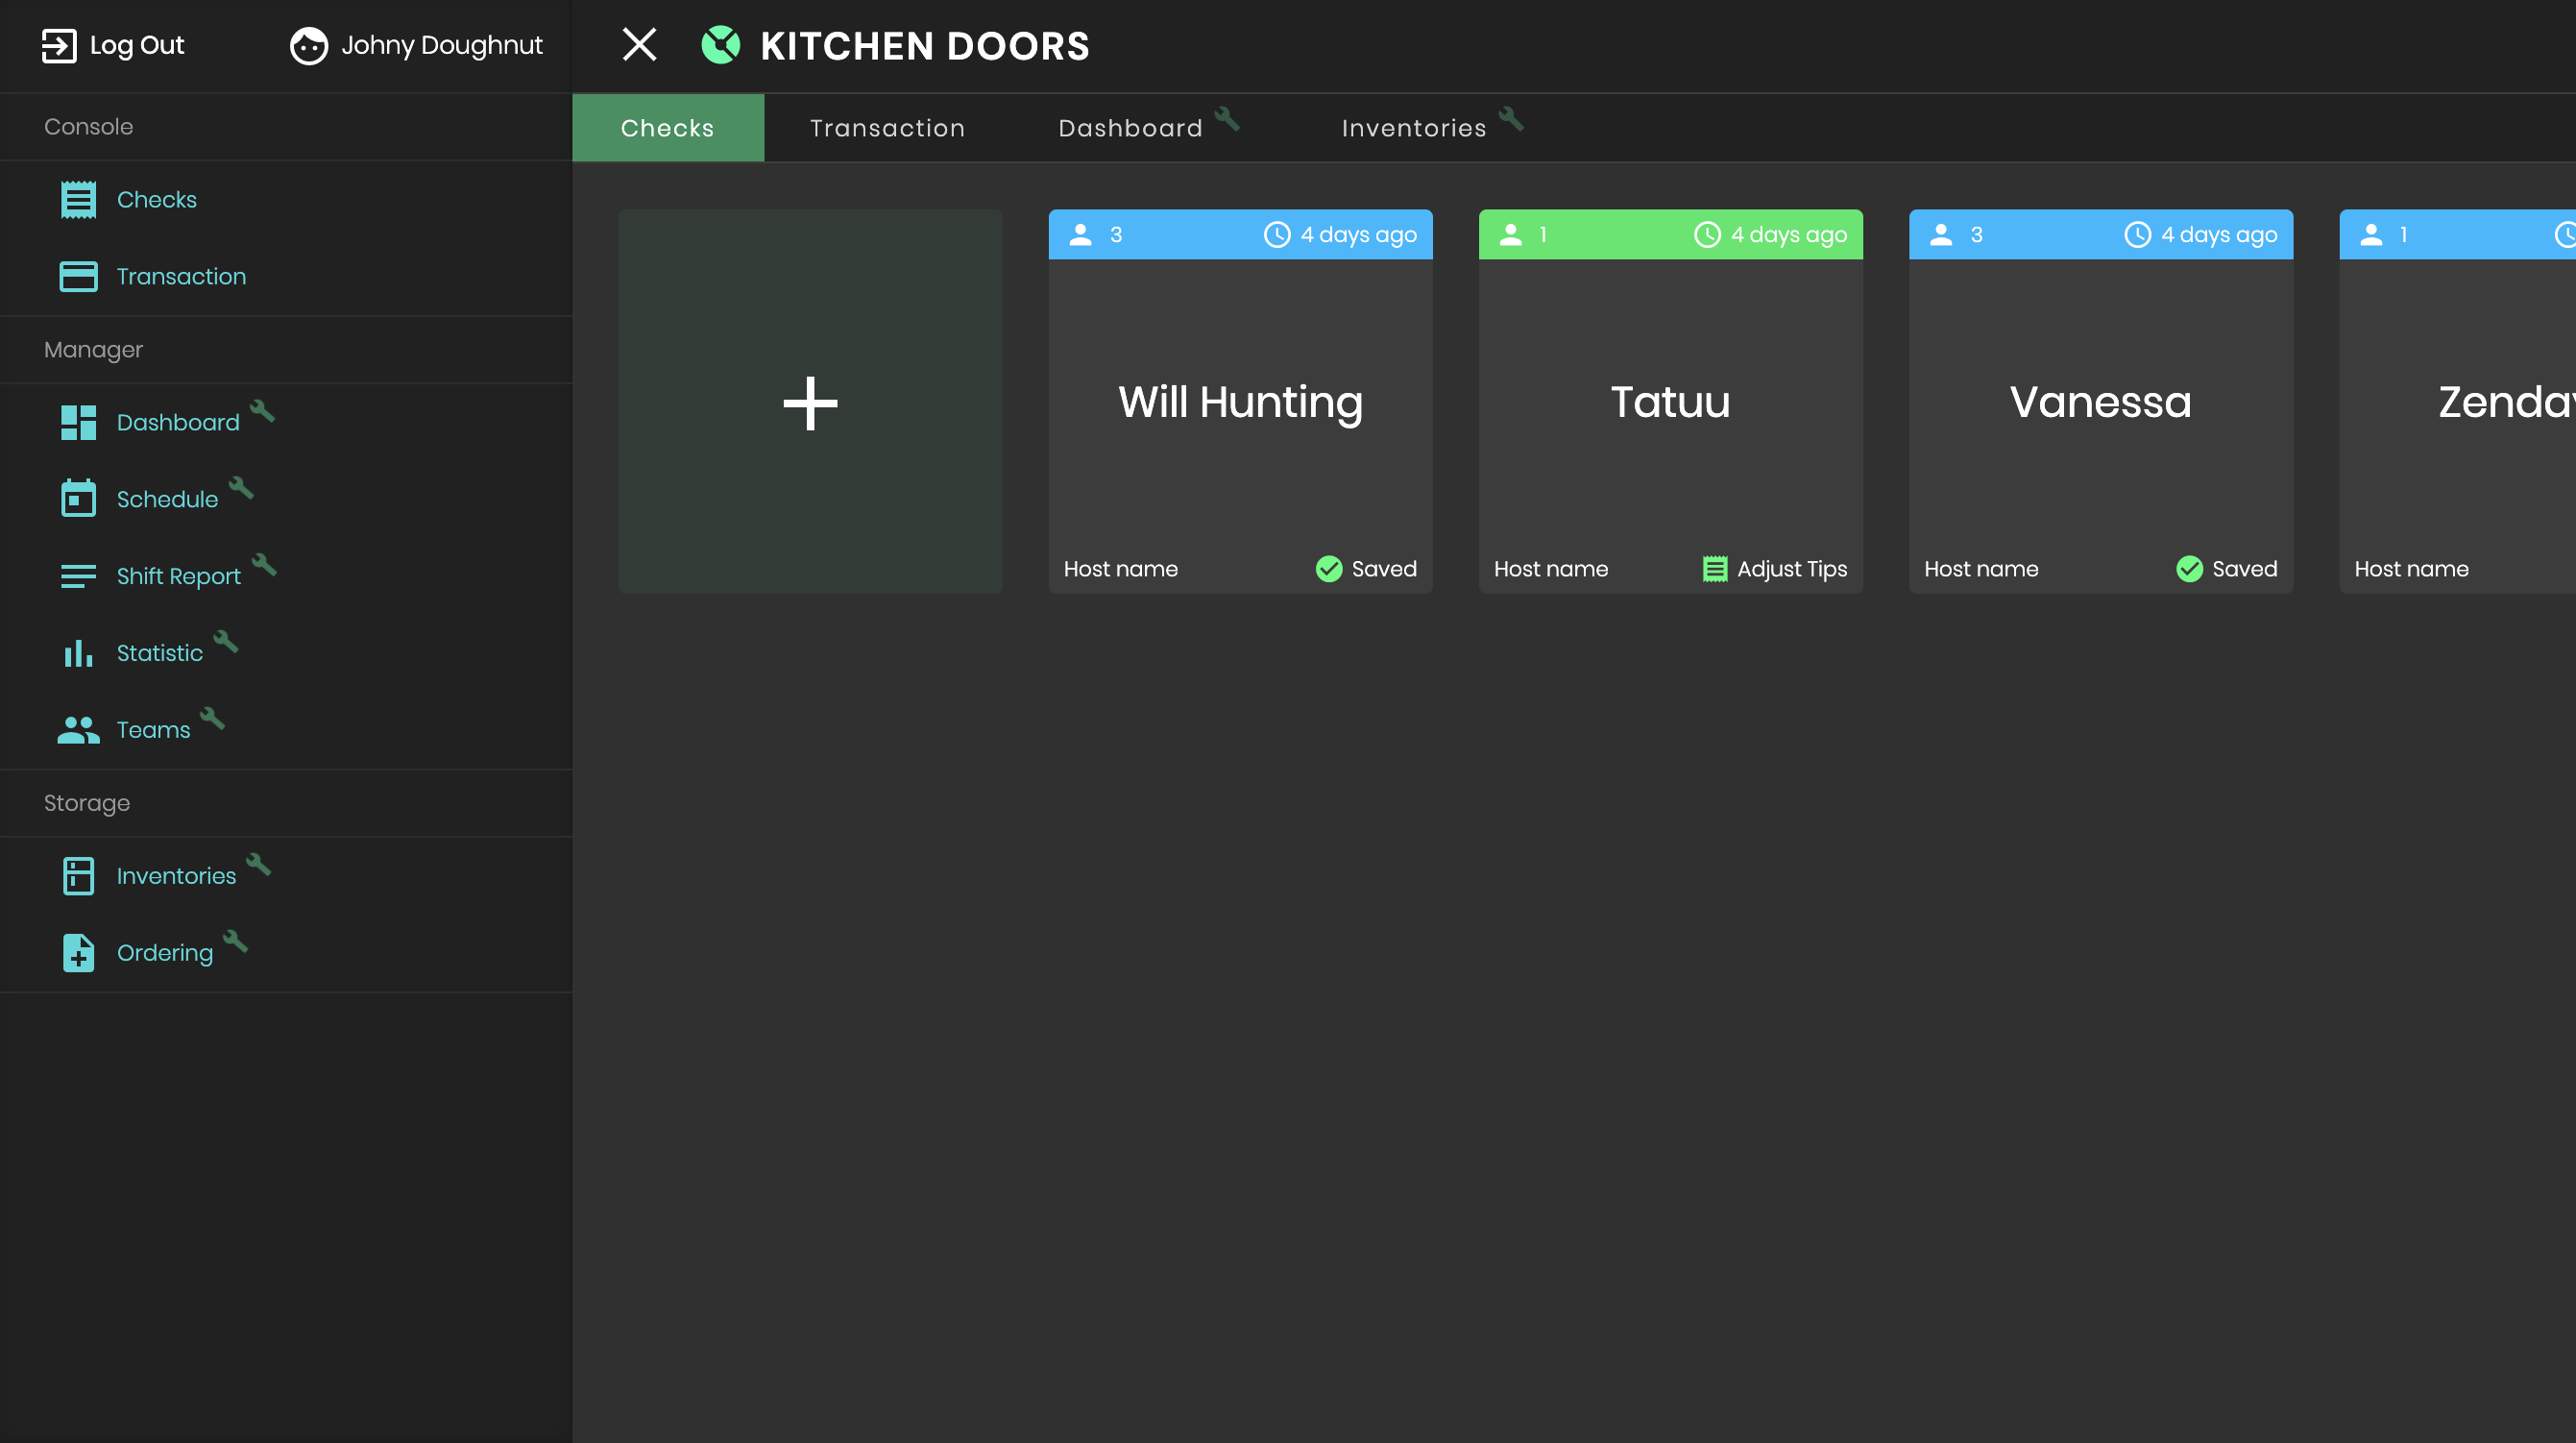 Log Out
Johny Doughnut
KITCHEN DOORS
Console
Checks
Transaction
Manager
Dashboard
Schedule
Shift Report
Statistic
Teams
Storage
Inventories
Ordering
Checks
Transaction
Dashboard
Inventories
3
4 days ago
Will Hunting
Host name
Saved
1
4 days ago
Tatuu
Host name
Adjust Tips
3
4 days ago
Vanessa
Host name
Saved
1
Host name